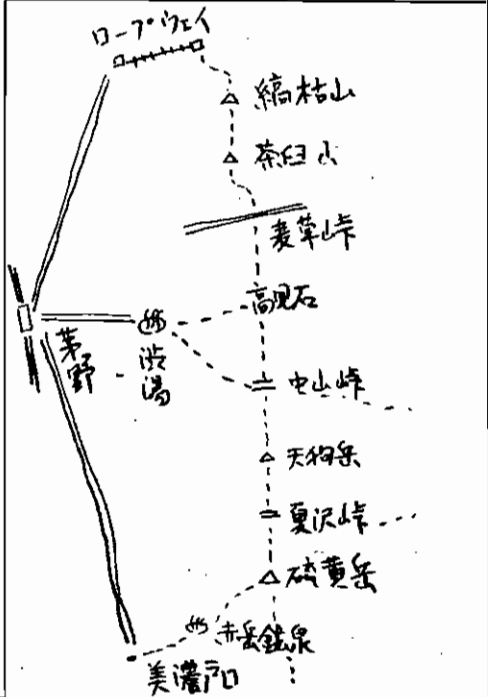 ロープウェイ
縞枯山
茶臼山
麦草峠
高見石
茅野
渋湯
中山峠
天狗岳
夏沢峠
硫黄岳
赤岳鉱泉
美濃戸口